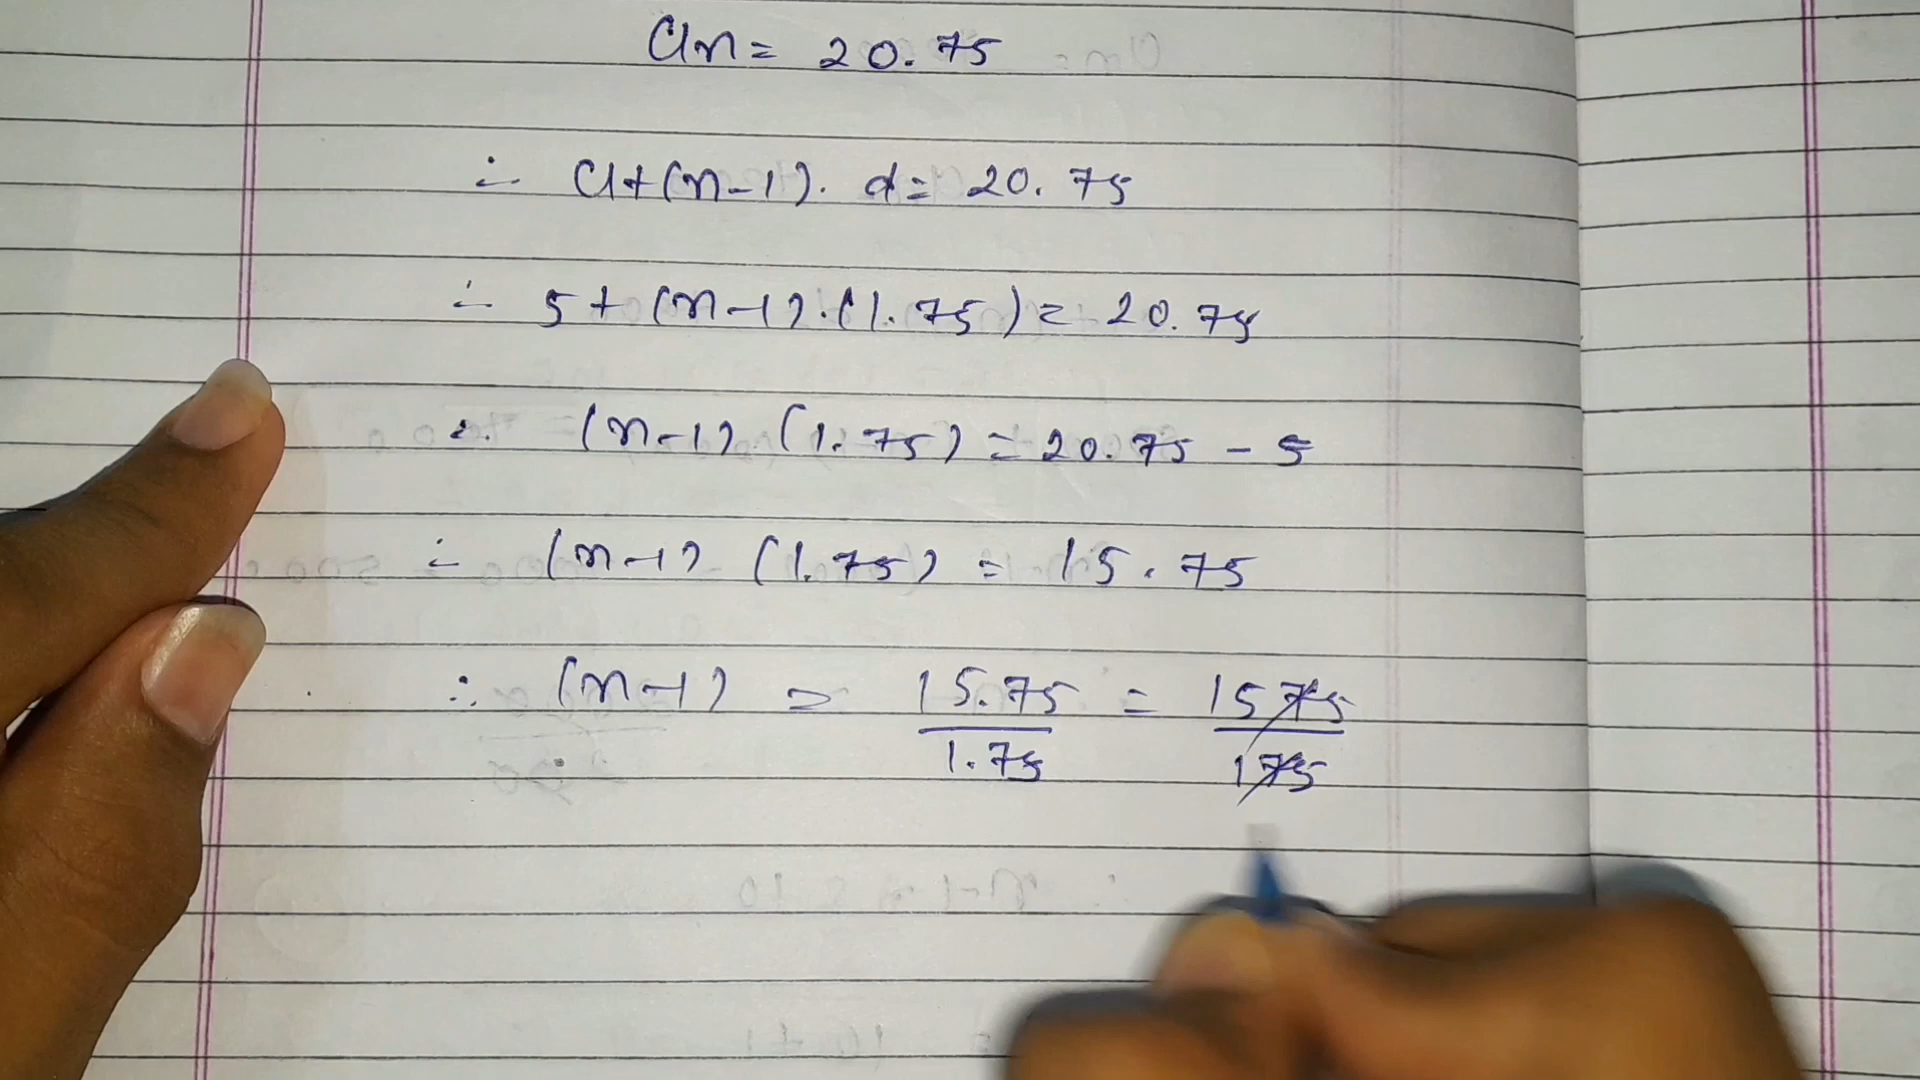 an = 20.75
∴ a+(n-1). d = 20.75
∴ 5+(n-1).(1.75) = 20.75
∴ (n-1).(1.75) = 20.75 - 5
∴ (n-1) (1.75) = 15.75
∴ (n-1) = 15.75/1.75 = 1575/175